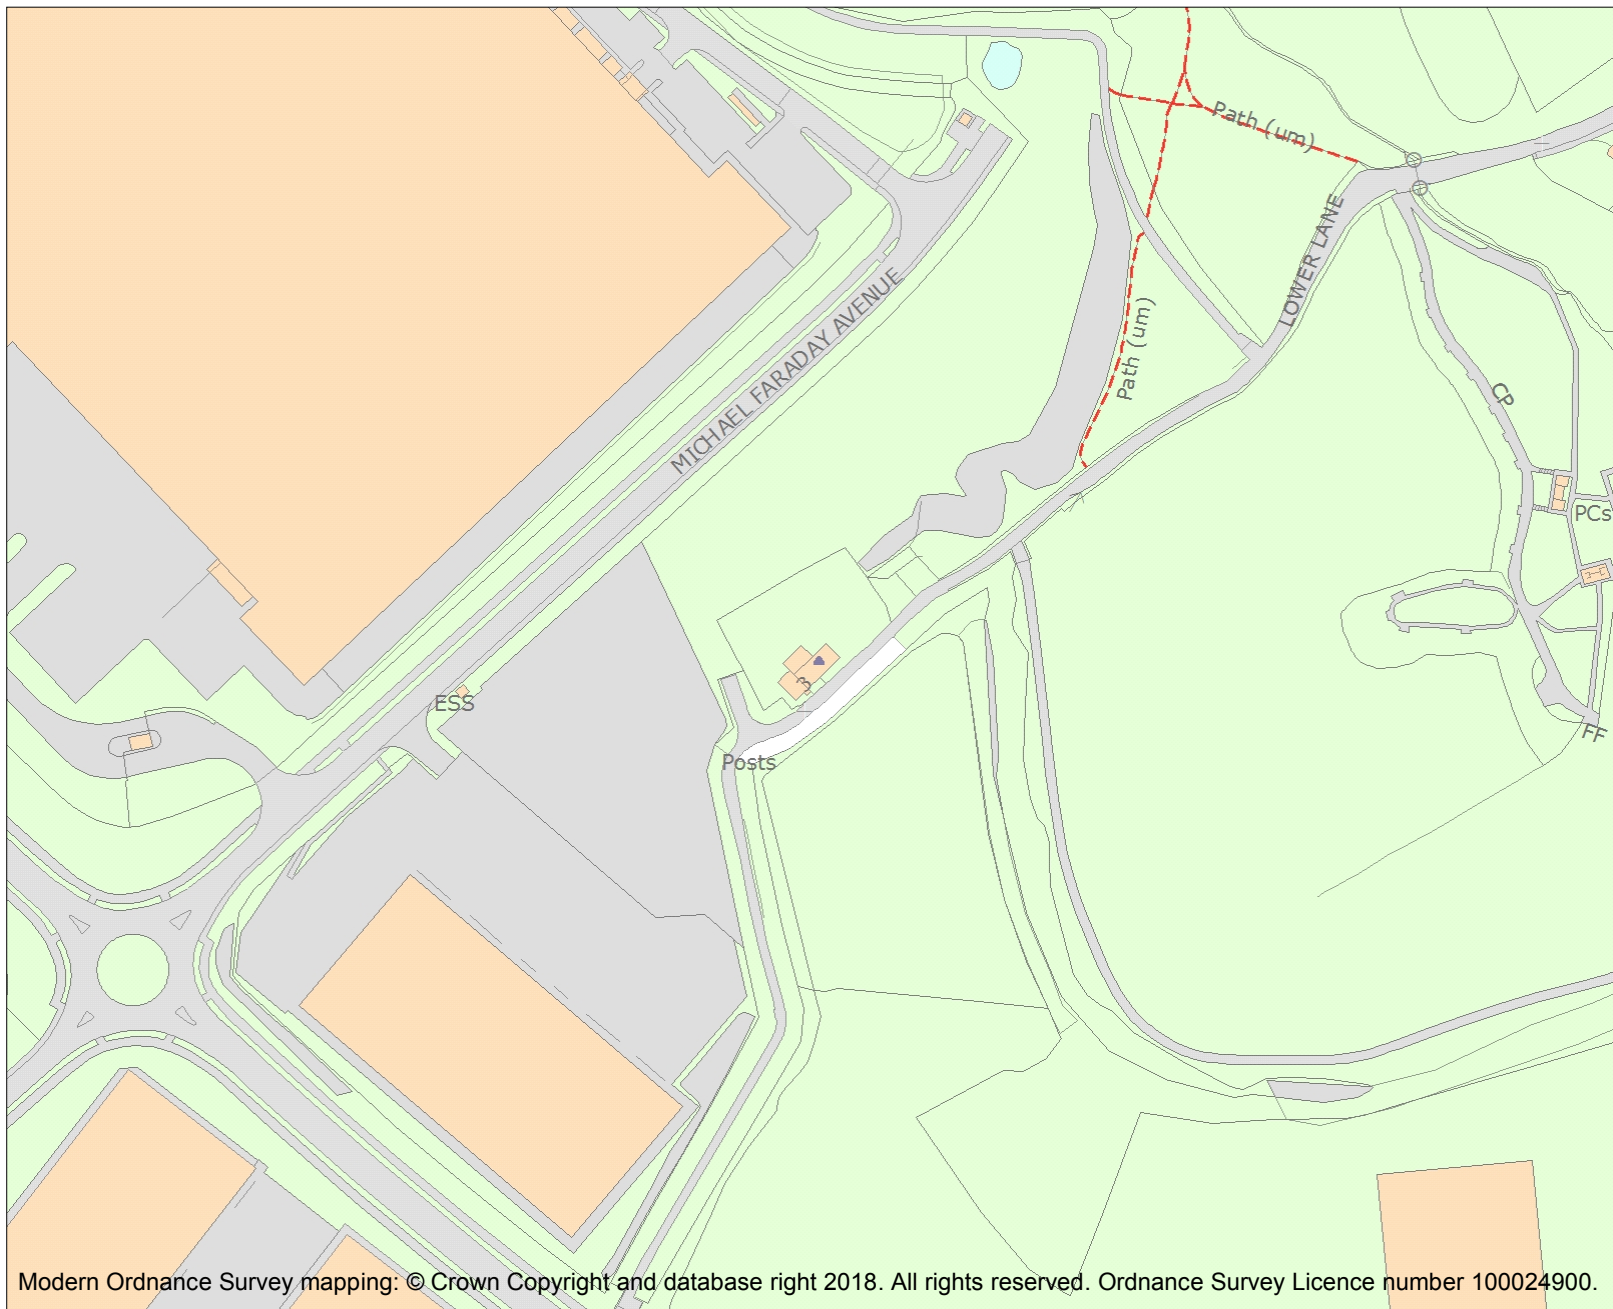 Path (um)
LOWER LANE
MICHAEL FARADAY AVENUE
Path (um)
CP
PCs
3
ESS
FF
Posts
Modern Ordnance Survey mapping: © Crown Copyright and database right 2018. All rights reserved. Ordnance Survey Licence number 100024900.